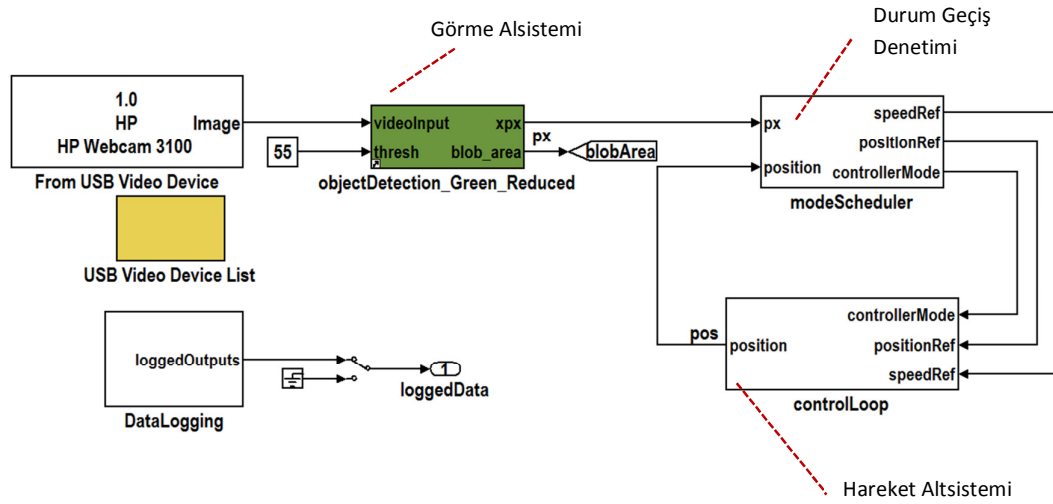 Görme Alsistemi
Durum Geçiş
Denetimi
1.0
HP
HP Webcam 3100
Image
From USB Video Device
55
videoInput
thresh
xpx
blob_area
objectDetection_Green_Reduced
px
blobArea
px
position
speedRef
positionRef
controllerMode
modeScheduler
USB Video Device List
loggedOutputs
DataLogging
1
loggedData
pos
position
controllerMode
positionRef
speedRef
controlLoop
Hareket Altsistemi